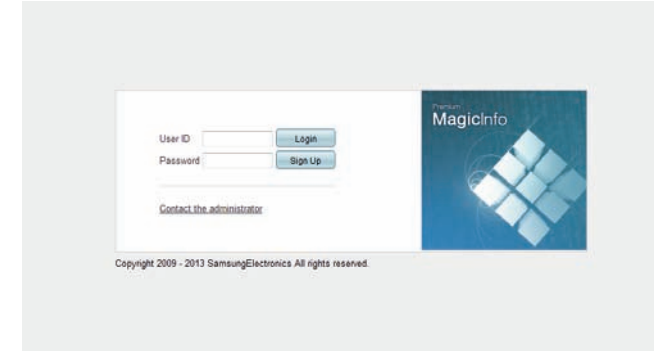 Premium
MagicInfo
User ID
Login
Password
Sign Up
Contact the administrator
Copyright 2009 - 2013 SamsungElectronics All rights reserved.